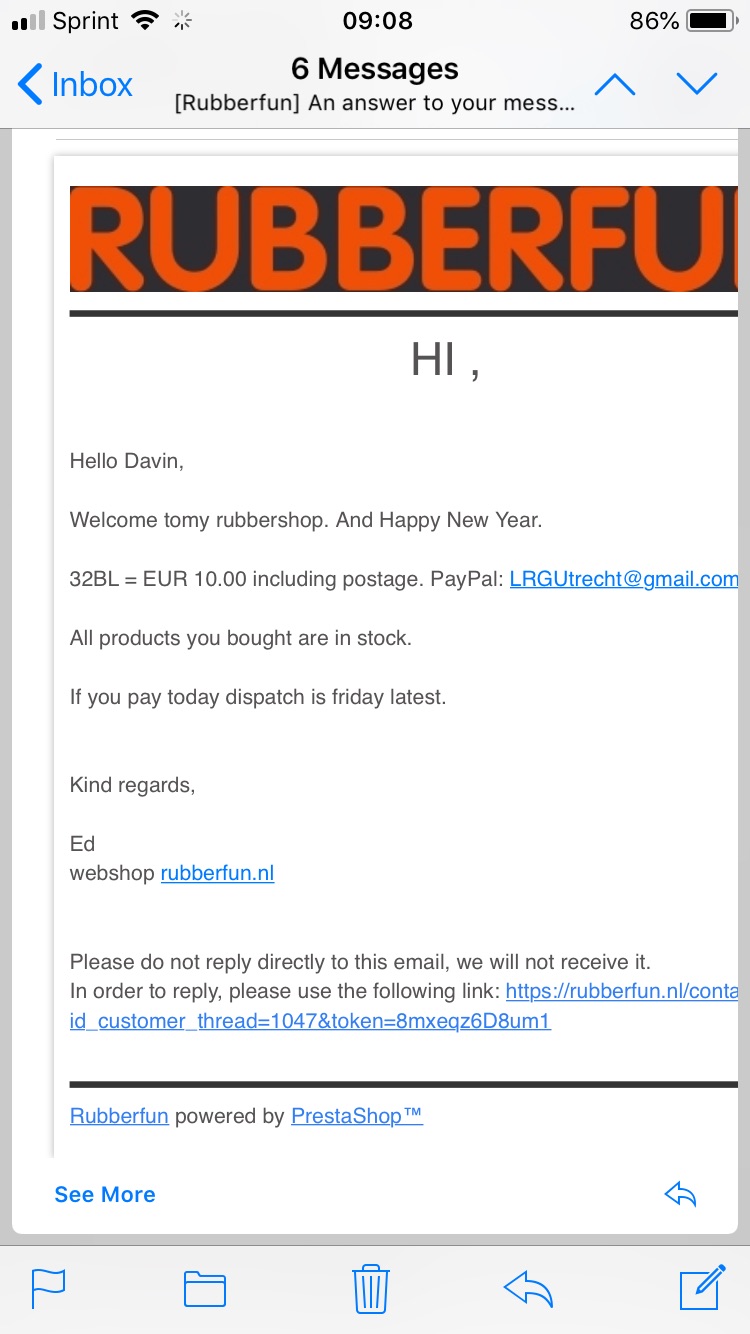 Sprint 09:08 86%
Inbox
6 Messages
[Rubberfun] An answer to your mess...
RUBBERFU
HI ,
Hello Davin,
Welcome tomy rubbershop. And Happy New Year.
32BL = EUR 10.00 including postage. PayPal: LRGUtrecht@gmail.com
All products you bought are in stock.
If you pay today dispatch is friday latest.
Kind regards,
Ed
webshop rubberfun.nl
Please do not reply directly to this email, we will not receive it.
In order to reply, please use the following link: https://rubberfun.nl/conta
id_customer_thread=1047&token=8mxeqz6D8um1
Rubberfun powered by PrestaShop™
See More